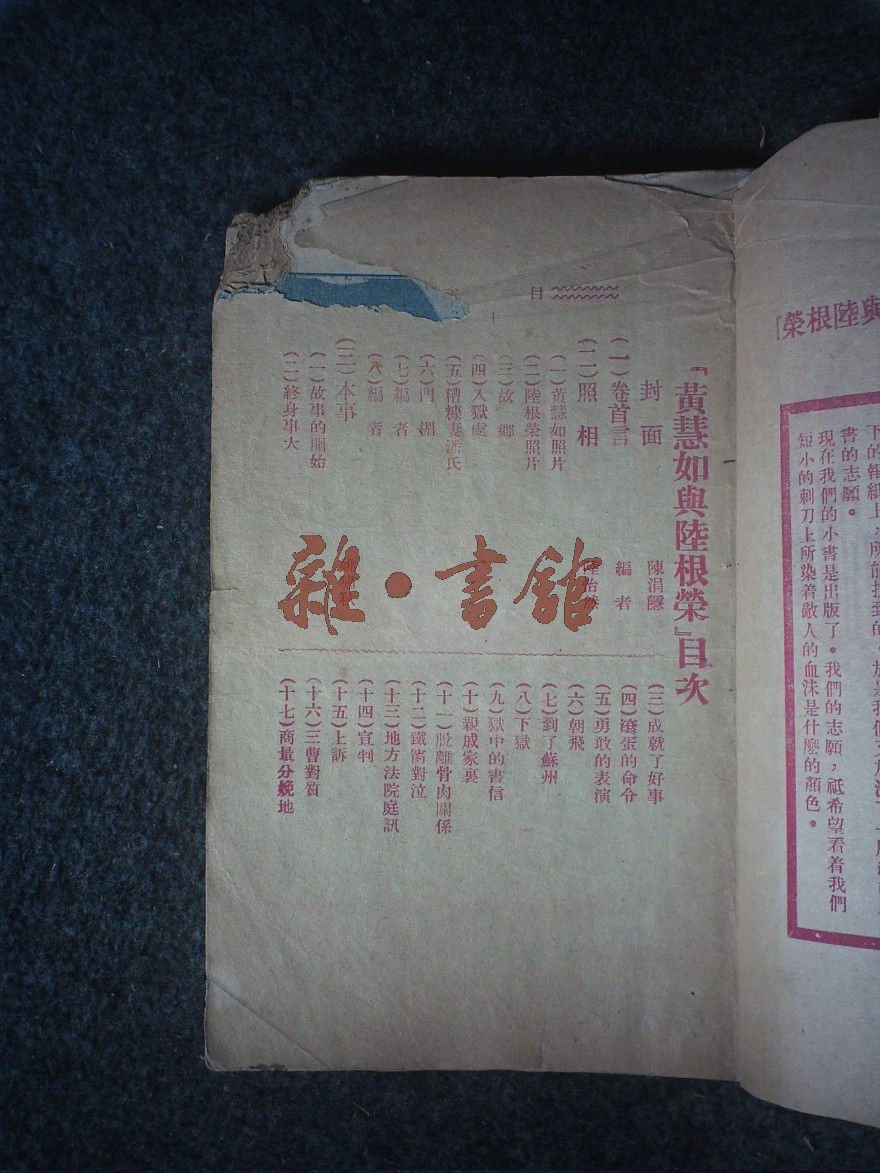 『黃慧如與陸根榮』目次
封面 陳涓隱
(一)卷首言 編者
(二)照相
(一)黃慧如照片
(二)陸根榮照片
(三)故鄉
(四)入獄處
(五)糟糠妻潘氏
(六)門楣
(七)編者
(八)編者
(三)本事
(一)故事的開始
(二)終身事大
(三)成就了好事
(四)滾蛋的命令
(五)勇敢的表演
(六)朝飛
(七)到了蘇州
(八)下獄
(九)獄中的書信
(十)親戚家裏
(十一)脫離骨肉關係
(十二)鐵窗對泣
(十三)地方法院庭訊
(十四)宣判
(十五)上訴
(十六)三曹對質
(十七)商量分娩地
目
雜·書館
與陸根榮』
書的志願。
現在我們的小書是出版了。我們的志願,祇希望看着我們
短小的刺刀上所染着敵人的血沫是什麼的顏色。